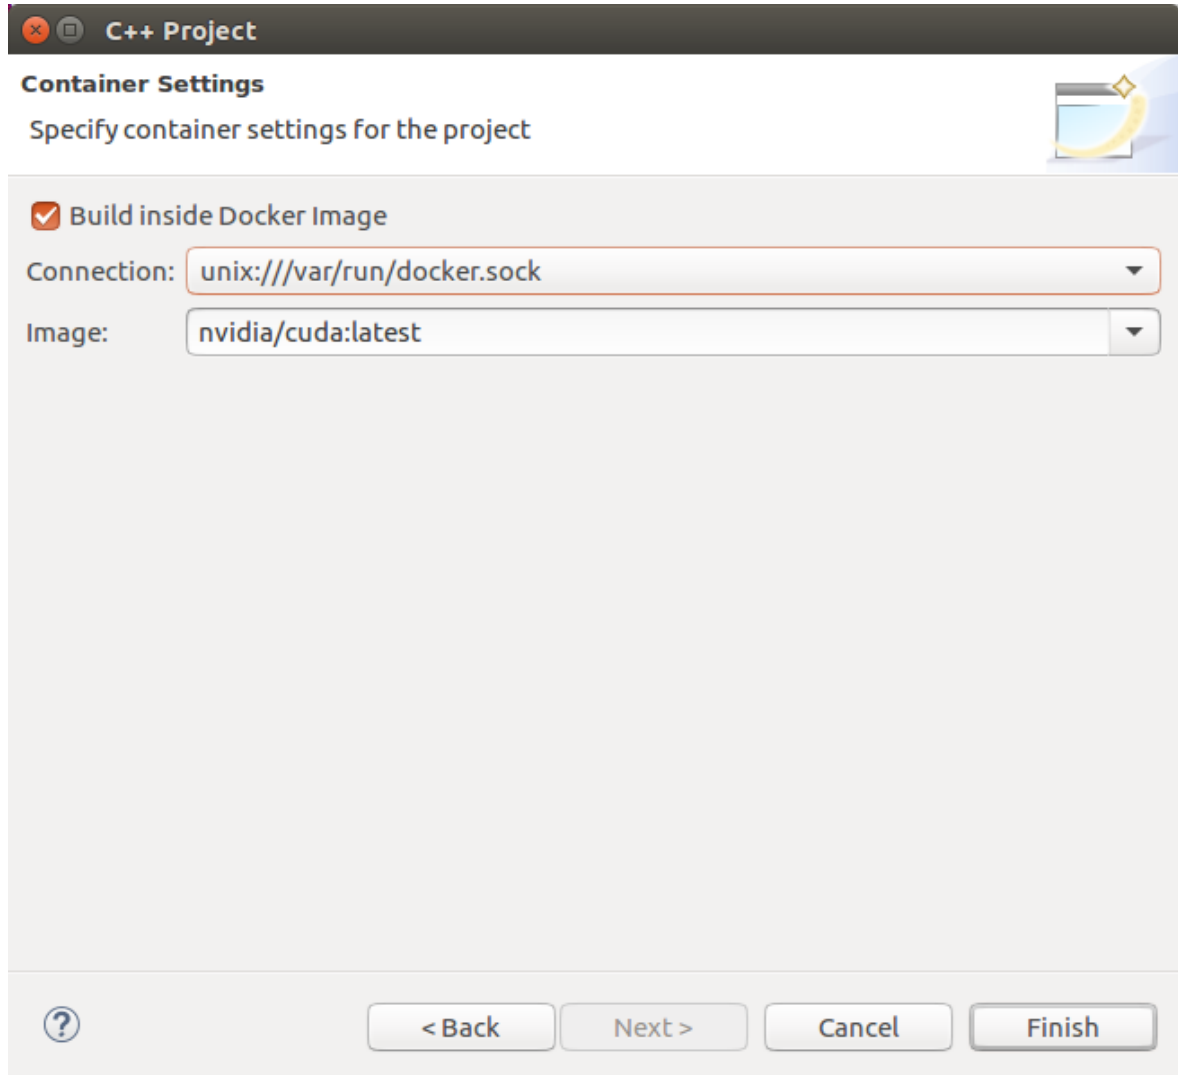 C++ Project
Container Settings
Specify container settings for the project
Build inside Docker Image
Connection: unix:///var/run/docker.sock
Image: nvidia/cuda:latest
? < Back Next > Cancel Finish